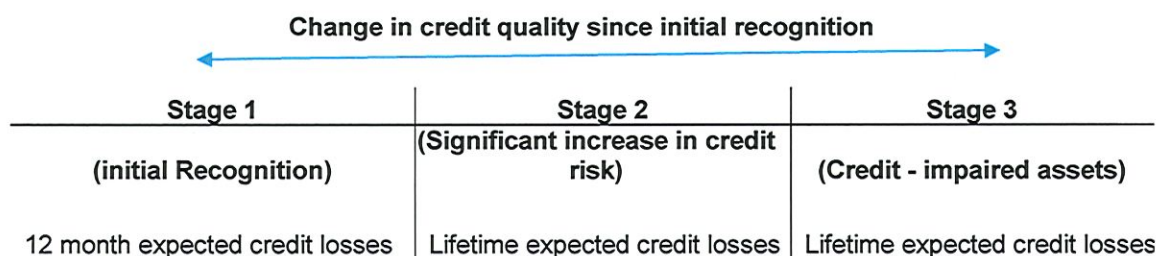 Change in credit quality since initial recognition
Stage 1 Stage 2 Stage 3
(initial Recognition) (Significant increase in credit risk) (Credit - impaired assets)
12 month expected credit losses Lifetime expected credit losses Lifetime expected credit losses